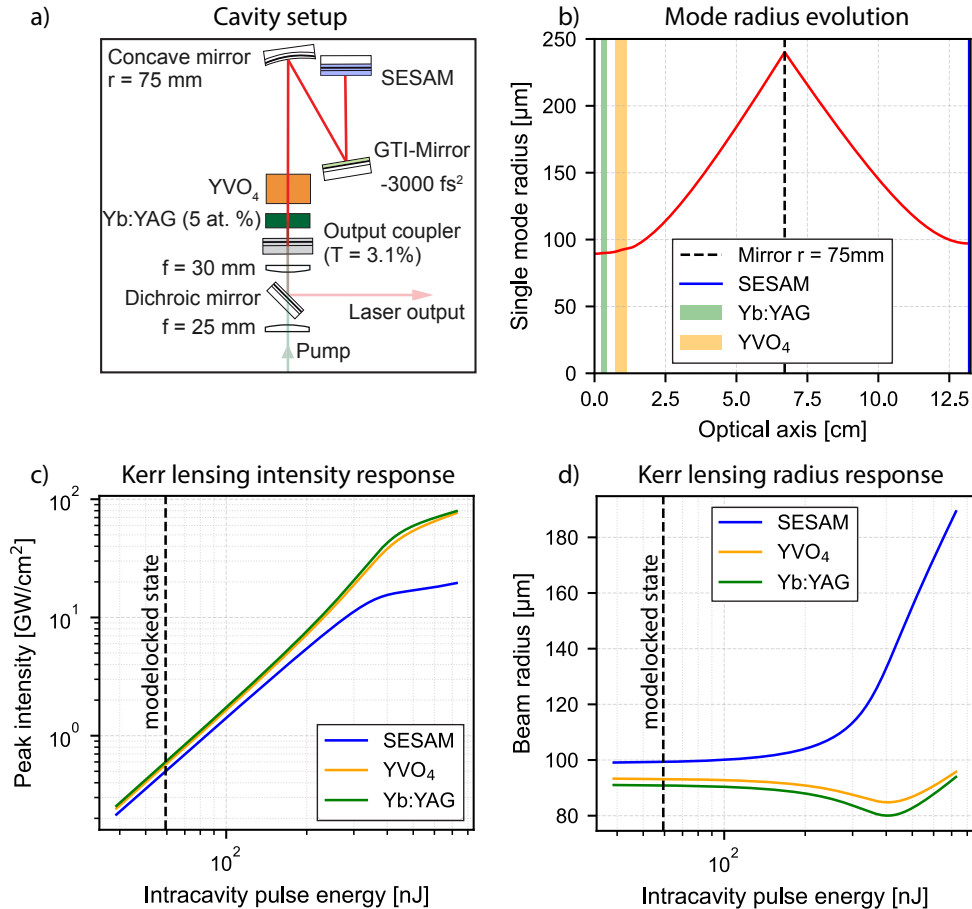 a)
Cavity setup
Concave mirror
r = 75 mm
SESAM
GTI-Mirror
-3000 fs²
YVO₄
Yb:YAG (5 at. %)
Output coupler
(T = 3.1%)
f = 30 mm
Dichroic mirror
Laser output
f = 25 mm
Pump
b)
Mode radius evolution
Single mode radius [µm]
250
200
150
100
50
0
Mirror r = 75mm
SESAM
Yb:YAG
YVO₄
0.0
2.5
5.0
7.5
10.0
12.5
Optical axis [cm]
c)
Kerr lensing intensity response
Peak intensity [GW/cm²]
10²
10¹
10⁰
modelocked state
SESAM
YVO₄
Yb:YAG
10²
Intracavity pulse energy [nJ]
d)
Kerr lensing radius response
Beam radius [µm]
180
160
140
120
100
80
modelocked state
SESAM
YVO₄
Yb:YAG
10²
Intracavity pulse energy [nJ]